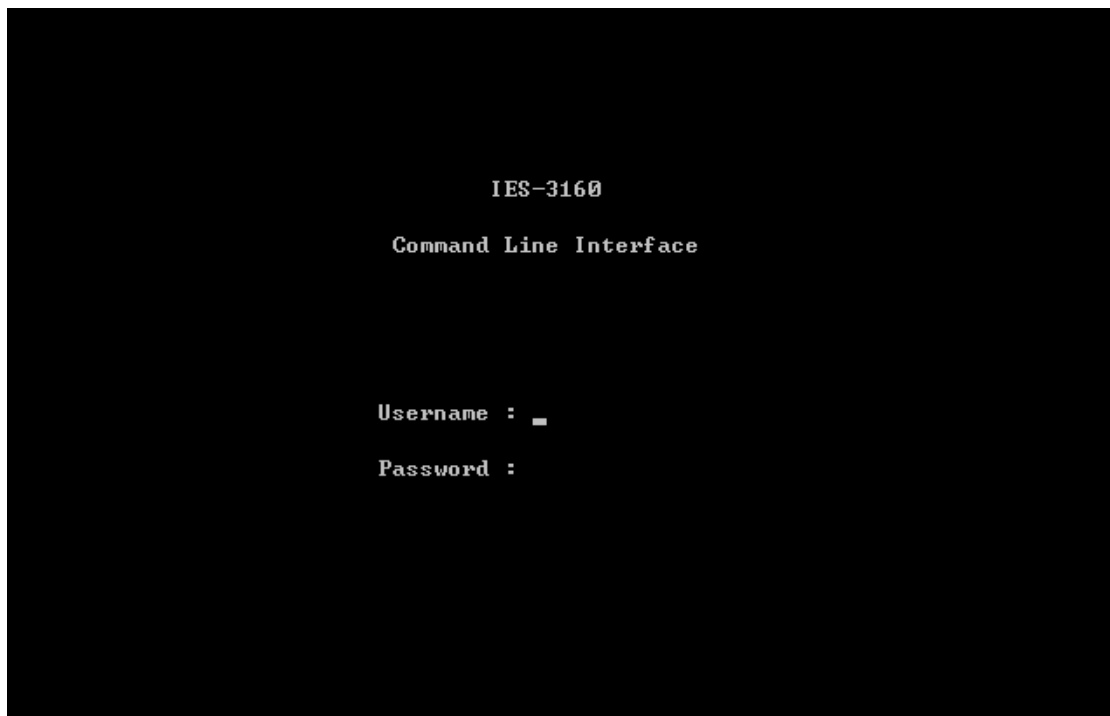 IES-3160
Command Line Interface
Username : _
Password :